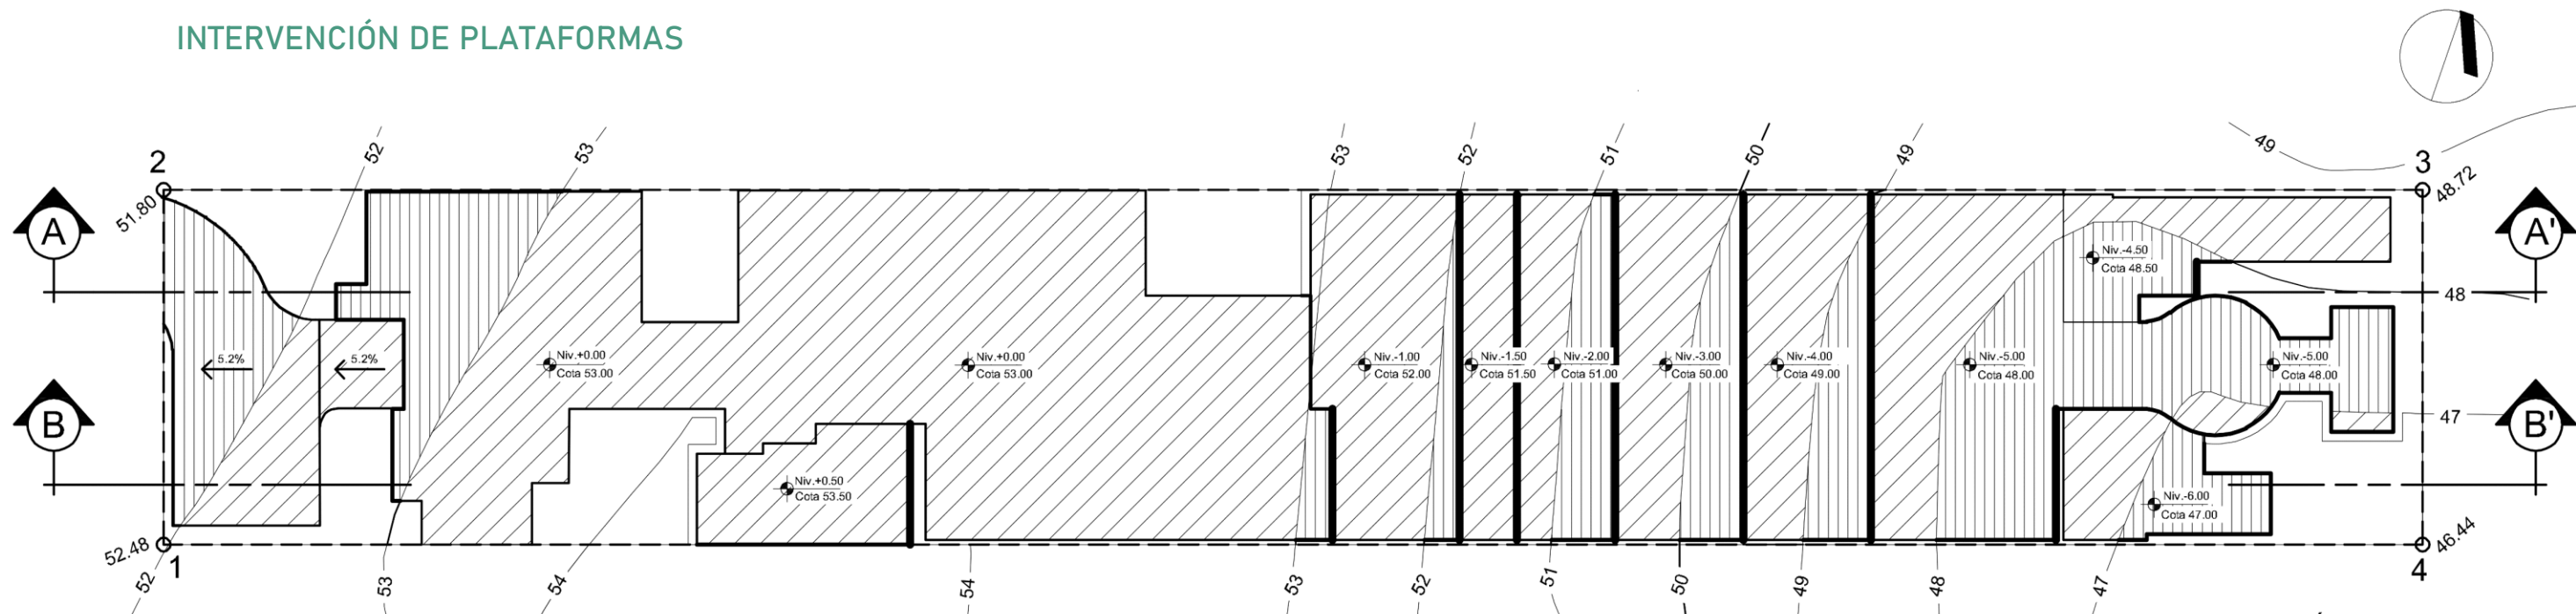 INTERVENCIÓN DE PLATAFORMAS
52
53
53
52
51
50
49
49
2
3
51.80
48.72
A
A'
Niv.-4.50
Cota 48.50
48
5.2%
5.2%
Niv.+0.00
Cota 53.00
Niv.+0.00
Cota 53.00
Niv.-1.00
Cota 52.00
Niv.-1.50
Cota 51.50
Niv.-2.00
Cota 51.00
Niv.-3.00
Cota 50.00
Niv.-4.00
Cota 49.00
Niv.-5.00
Cota 48.00
Niv.-5.00
Cota 48.00
47
B
B'
Niv.+0.50
Cota 53.50
Niv.-6.00
Cota 47.00
52.48
46.44
1
4
52
53
54
54
53
52
51
50
49
48
47